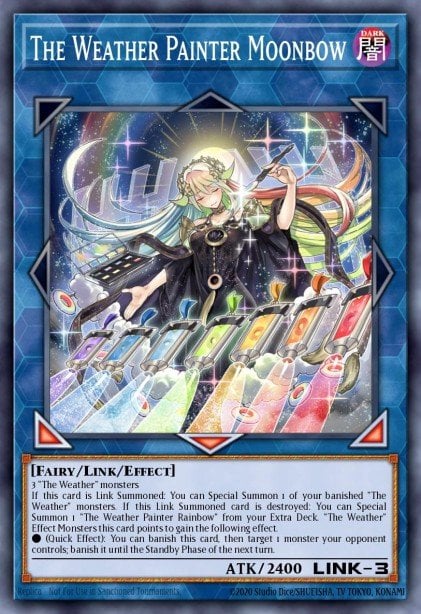 THE WEATHER PAINTER MOONBOW
DARK
闇
[FAIRY/LINK/EFFECT]
3 "The Weather" monsters
If this card is Link Summoned: You can Special Summon 1 of your banished "The
Weather" monsters. If this Link Summoned card is destroyed: You can Special
Summon 1 "The Weather Painter Rainbow" from your Extra Deck. "The Weather"
Effect Monsters this card points to gain the following effect.
● (Quick Effect): You can banish this card, then target 1 monster your opponent
controls; banish it until the Standby Phase of the next turn.
ATK/2400 LINK-3
Replica - Not For Use in Sanctioned Tornmanents. ©2020 Studio Dice/SHUEISHA, TV TOKYO, KONAMI